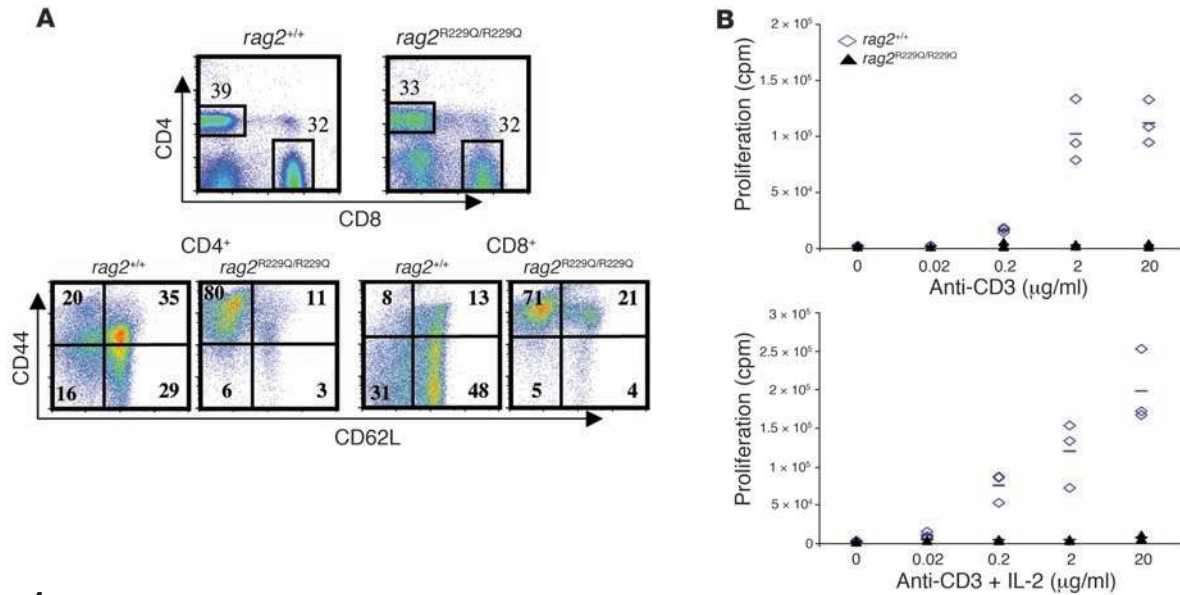 A
rag2+/+
rag2R229Q/R229Q
39
32
33
32
CD4
CD8
CD4+
CD8+
rag2+/+
rag2R229Q/R229Q
rag2+/+
rag2R229Q/R229Q
20 35
16 29
80 11
6 3
8 13
31 48
71 21
5 4
CD44
CD62L
B
Proliferation (cpm)
2 × 10⁵
1.5 × 10⁵
1 × 10⁵
5 × 10⁴
0
rag2+/+
rag2R229Q/R229Q
0 0.02 0.2 2 20
Anti-CD3 (μg/ml)
Proliferation (cpm)
3 × 10⁵
2.5 × 10⁵
2 × 10⁵
1.5 × 10⁵
1 × 10⁵
5 × 10⁴
0
0 0.02 0.2 2 20
Anti-CD3 + IL-2 (μg/ml)